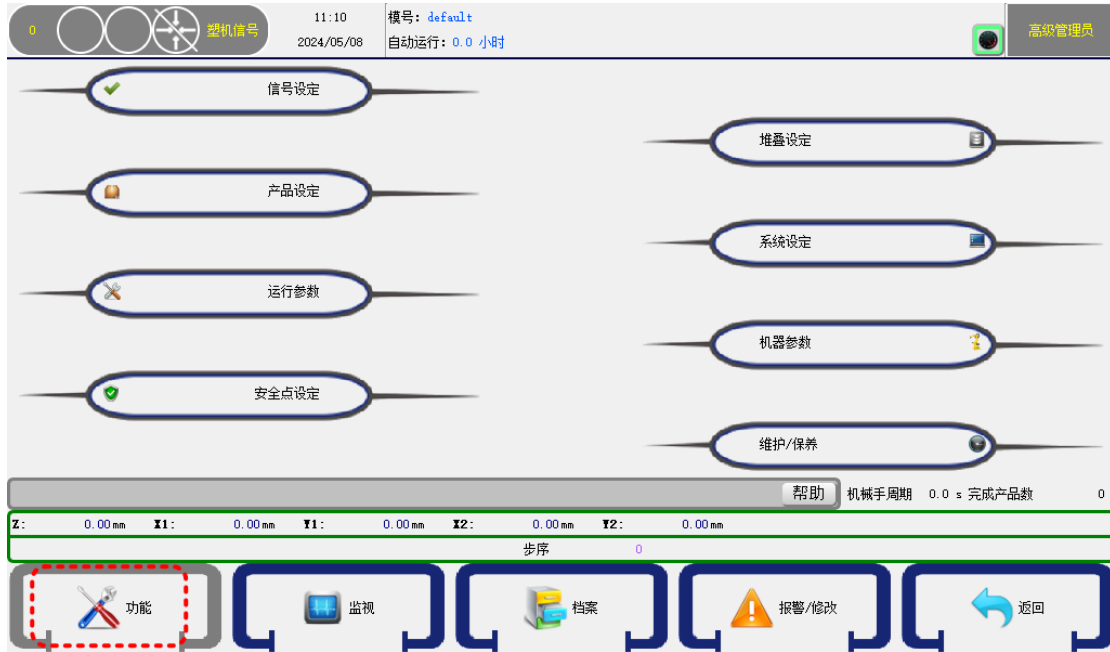 0 塑机信号 11:10 模号: default 高级管理员
2024/05/08 自动运行: 0.0 小时
信号设定
堆叠设定
产品设定
系统设定
运行参数
机器参数
安全点设定
维护/保养
帮助 机械手周期 0.0 s 完成产品数 0
Z: 0.00mm X1: 0.00mm Y1: 0.00mm X2: 0.00mm Y2: 0.00mm
步序 0
功能 监视 档案 报警/修改 返回